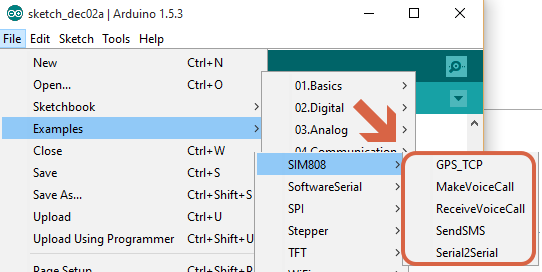 sketch_dec02a | Arduino 1.5.3
File Edit Sketch Tools Help
New Ctrl+N
Open... Ctrl+O
Sketchbook
Examples
Close Ctrl+W
Save Ctrl+S
Save As... Ctrl+Shift+S
Upload Ctrl+U
Upload Using Programmer Ctrl+Shift+U
Page Setup Ctrl+Shift+P
01.Basics
02.Digital
03.Analog
04.Communication
SIM808
SoftwareSerial
SPI
Stepper
TFT
WiFi
GPS_TCP
MakeVoiceCall
ReceiveVoiceCall
SendSMS
Serial2Serial